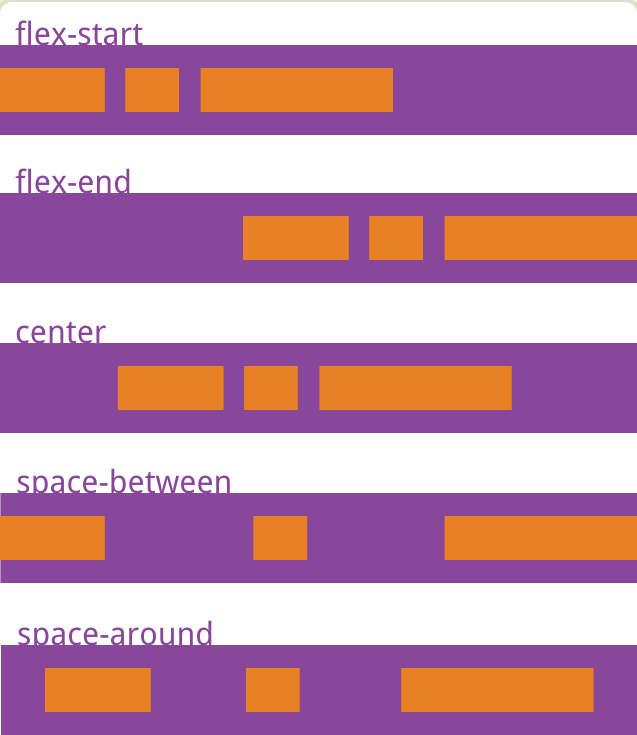 flex-start
flex-end
center
space-between
space-around